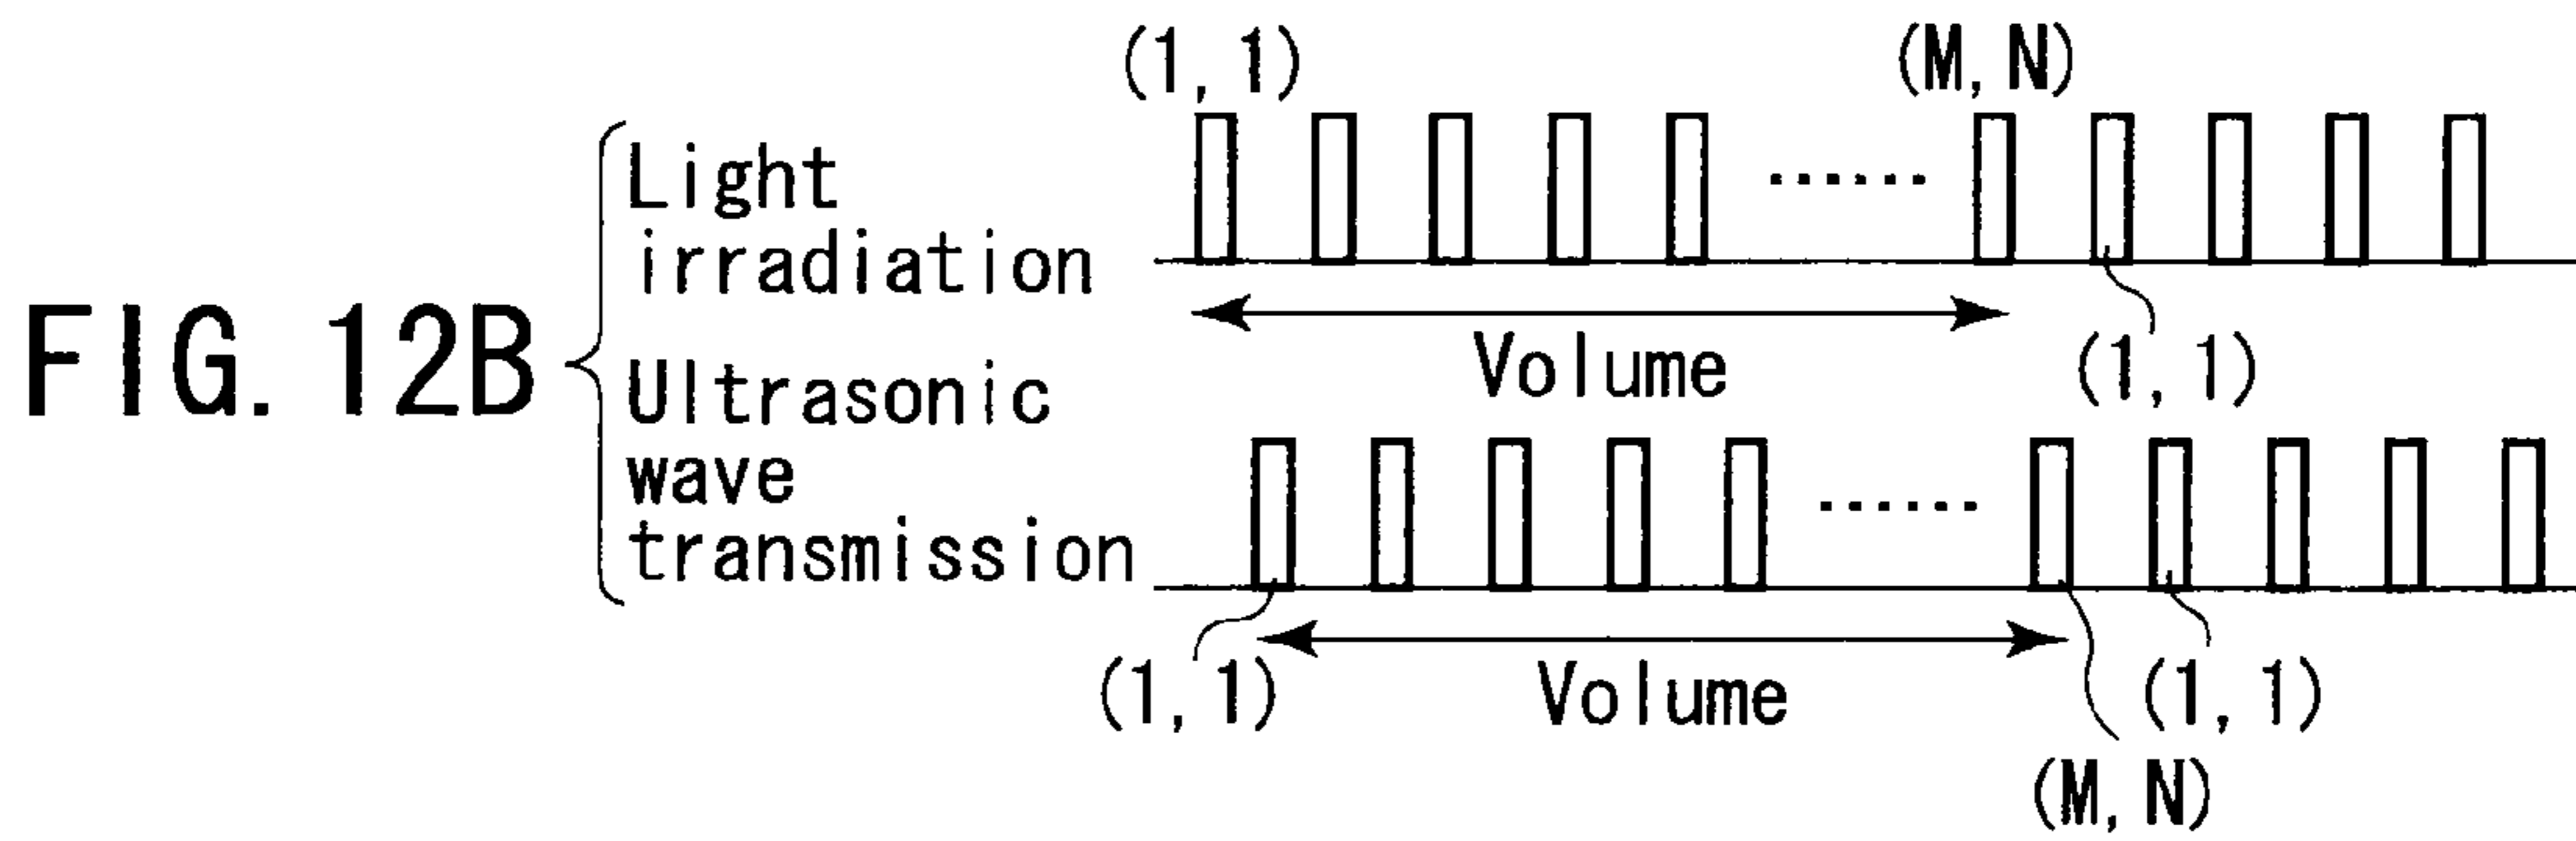 (1, 1)
(M, N)
Light
irradiation
FIG. 12B
Volume
(1, 1)
Ultrasonic
wave
transmission
(1, 1)
Volume
(1, 1)
(M, N)